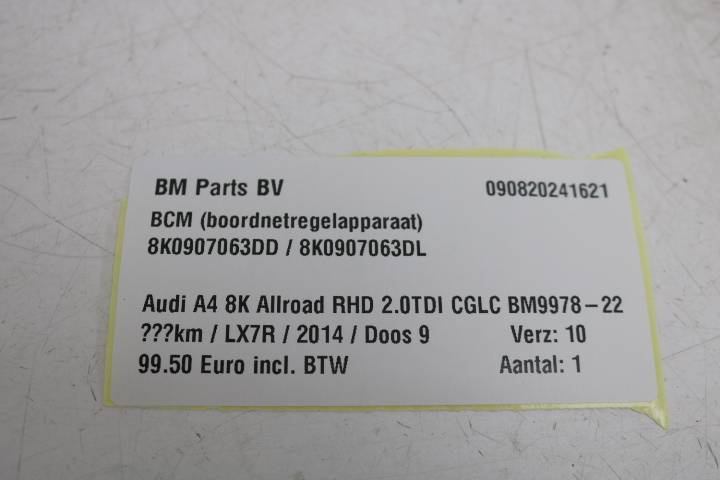 BM Parts BV 090820241621
BCM (boordnetregelapparaat)
8K0907063DD / 8K0907063DL
Audi A4 8K Allroad RHD 2.0TDI CGLC BM9978-22
???km / LX7R / 2014 / Doos 9 Verz: 10
99.50 Euro incl. BTW Aantal: 1